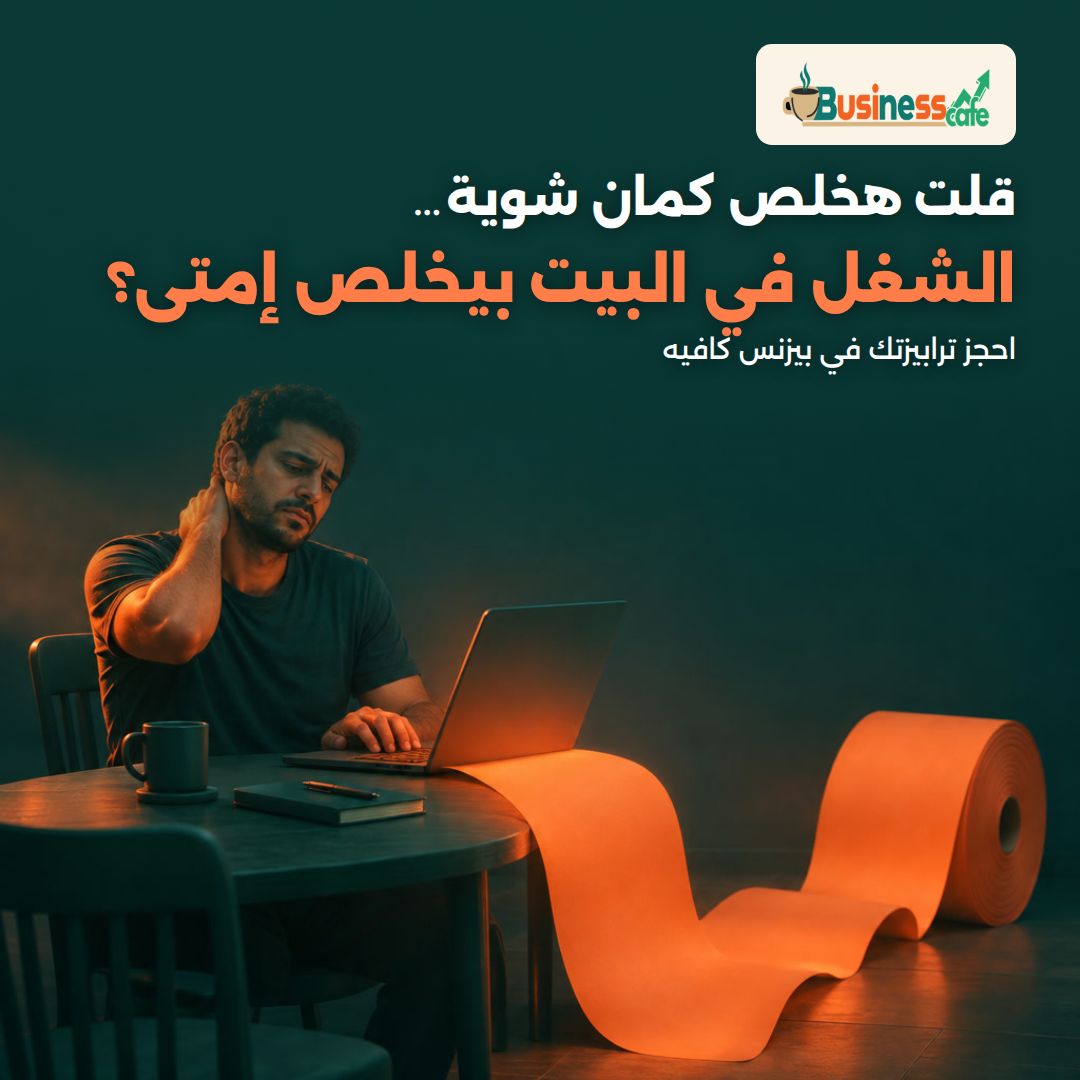 Business cafe
قلت هخلص كمان شوية...
الشغل في البيت بيخلص إمتى؟
احجز ترابيزتك في بيزنس كافيه